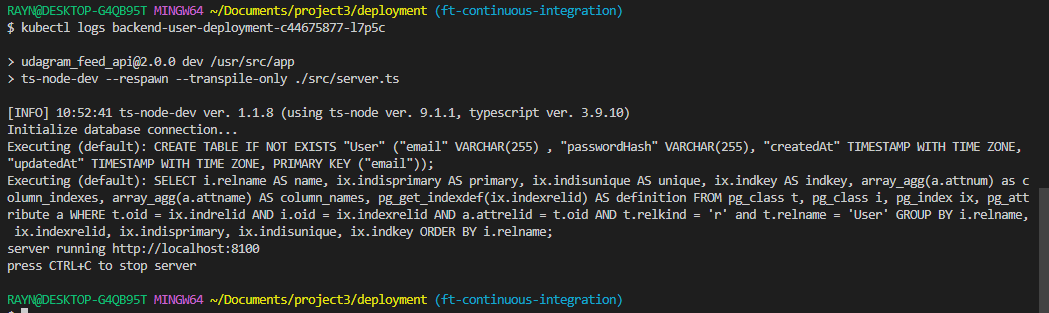 RAYN@DESKTOP-G4QB95T MINGW64 ~/Documents/project3/deployment (ft-continuous-integration)
$ kubectl logs backend-user-deployment-c44675877-l7p5c
> udagram_feed_api@2.0.0 dev /usr/src/app
> ts-node-dev --respawn --transpile-only ./src/server.ts
[INFO] 10:52:41 ts-node-dev ver. 1.1.8 (using ts-node ver. 9.1.1, typescript ver. 3.9.10)
Initialize database connection...
Executing (default): CREATE TABLE IF NOT EXISTS "User" ("email" VARCHAR(255) , "passwordHash" VARCHAR(255), "createdAt" TIMESTAMP WITH TIME ZONE,
"updatedAt" TIMESTAMP WITH TIME ZONE, PRIMARY KEY ("email"));
Executing (default): SELECT i.relname AS name, ix.indisprimary AS primary, ix.indisunique AS unique, ix.indkey AS indkey, array_agg(a.attnum) as c
olumn_indexes, array_agg(a.attname) AS column_names, pg_get_indexdef(ix.indexrelid) AS definition FROM pg_class t, pg_class i, pg_index ix, pg_att
ribute a WHERE t.oid = ix.indrelid AND i.oid = ix.indexrelid AND a.attrelid = t.oid AND t.relkind = 'r' and t.relname = 'User' GROUP BY i.relname,
ix.indexrelid, ix.indisprimary, ix.indisunique, ix.indkey ORDER BY i.relname;
server running http://localhost:8100
press CTRL+C to stop server
RAYN@DESKTOP-G4QB95T MINGW64 ~/Documents/project3/deployment (ft-continuous-integration)
$